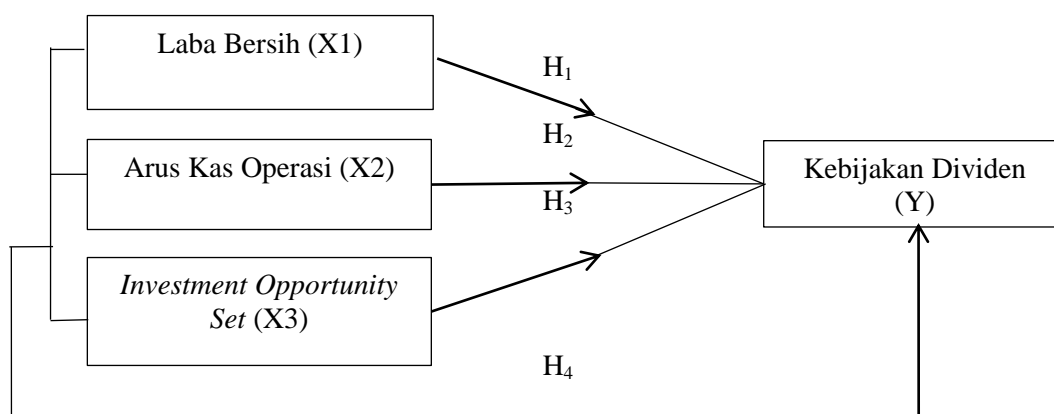 Laba Bersih (X1)
H1
H2
Arus Kas Operasi (X2)
Kebijakan Dividen
(Y)
H3
Investment Opportunity
Set (X3)
H4